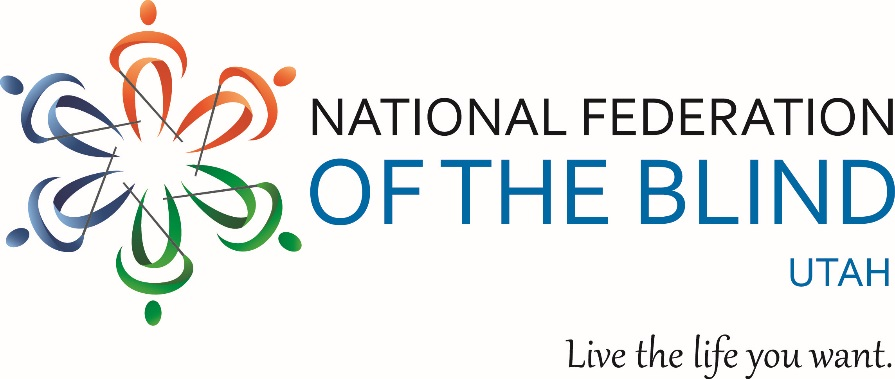 NATIONAL FEDERATION
OF THE BLIND
UTAH
Live the life you want.